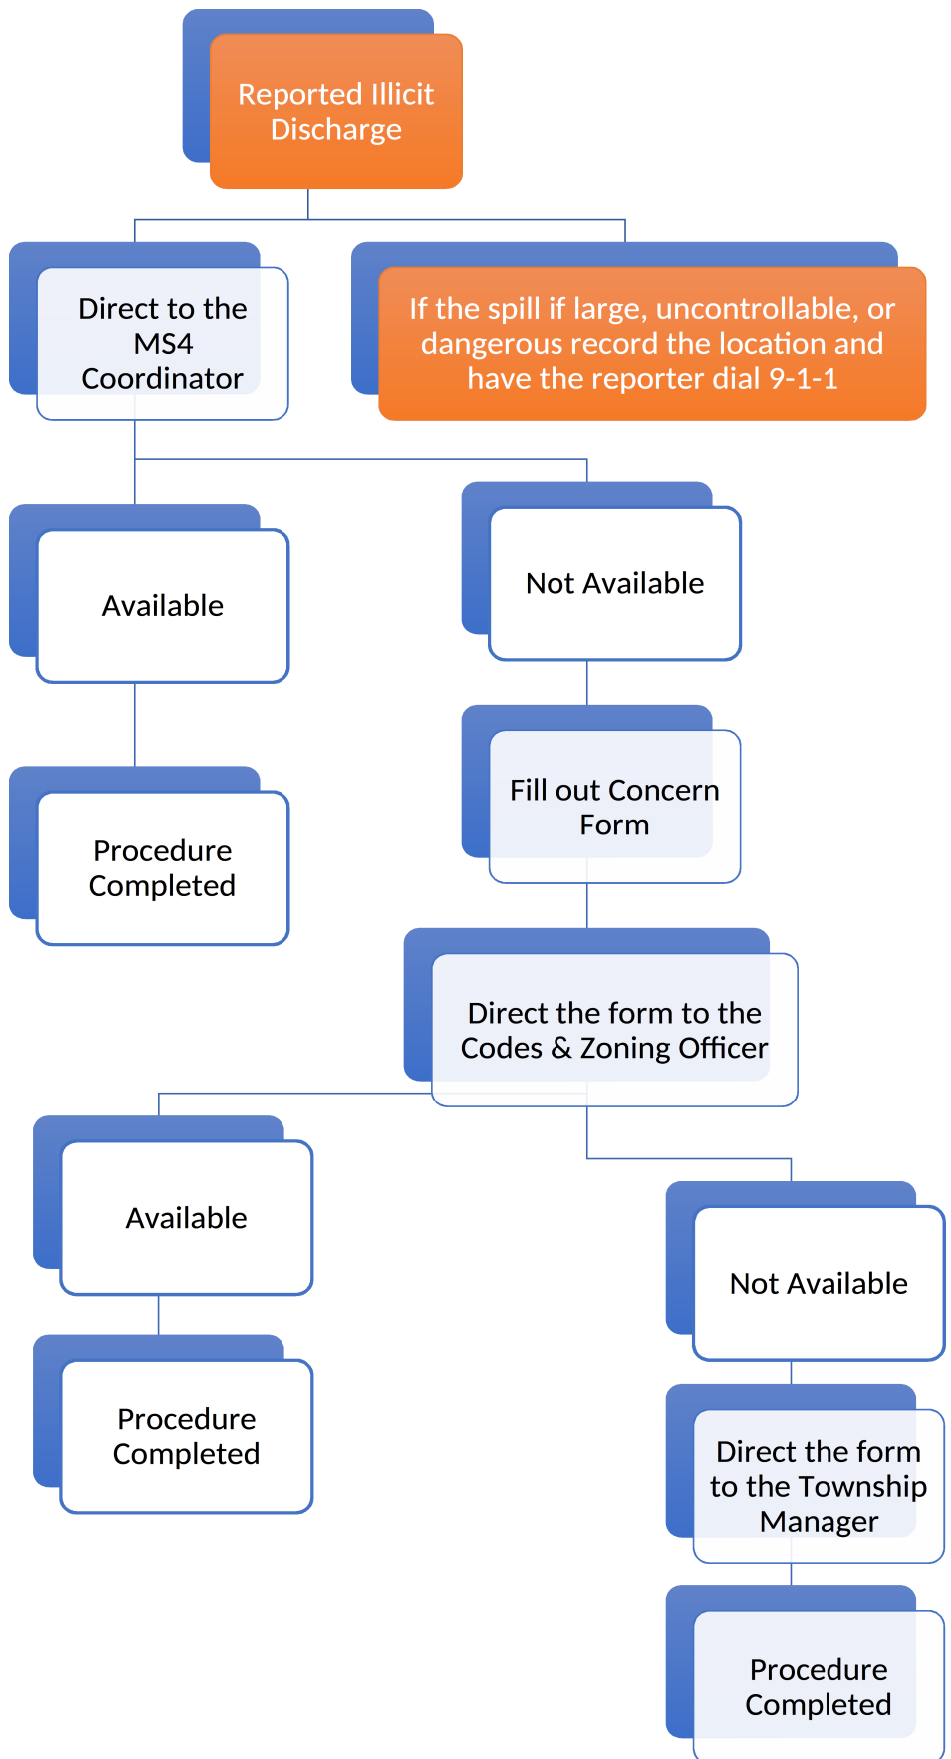 Reported Illicit
Discharge
Direct to the
MS4
Coordinator
If the spill if large, uncontrollable, or
dangerous record the location and
have the reporter dial 9-1-1
Available
Not Available
Procedure
Completed
Fill out Concern
Form
Direct the form to the
Codes & Zoning Officer
Available
Not Available
Procedure
Completed
Direct the form
to the Township
Manager
Procedure
Completed